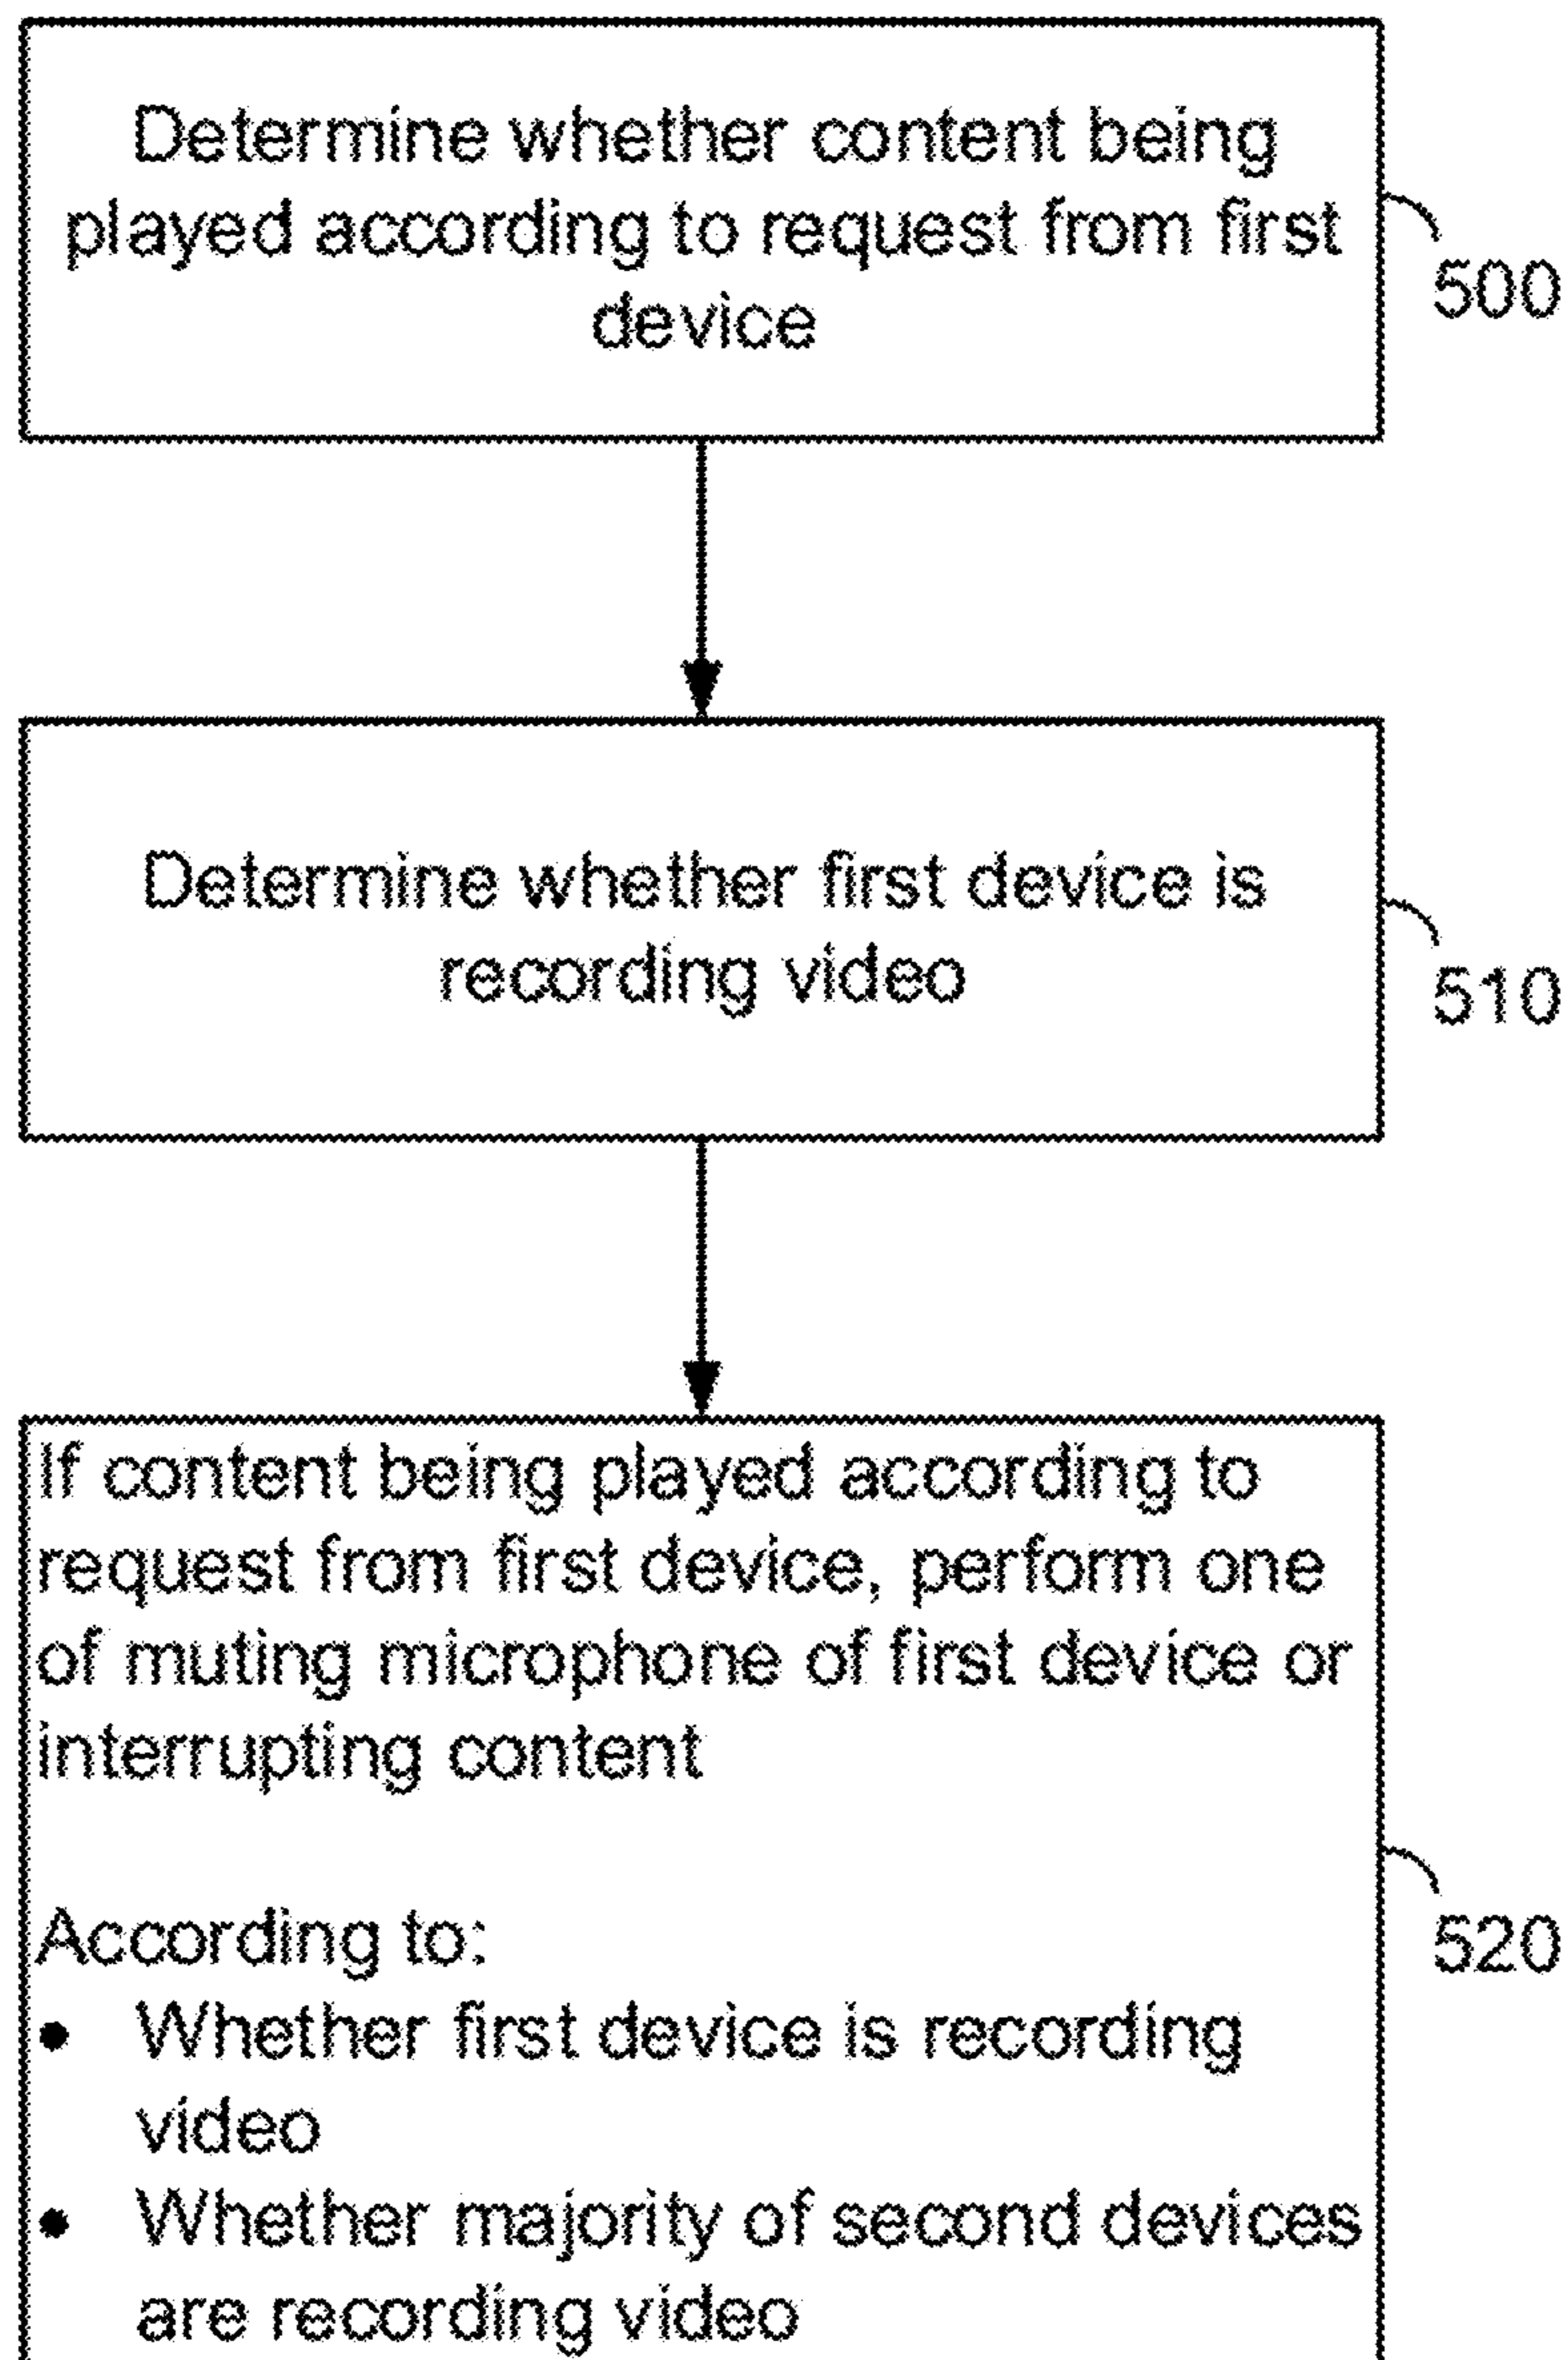 Determine whether content being
played according to request from first
device
500
Determine whether first device is
recording video
510
If content being played according to
request from first device, perform one
of muting microphone of first device or
interrupting content
According to:
• Whether first device is recording
video
• Whether majority of second devices
are recording video
520